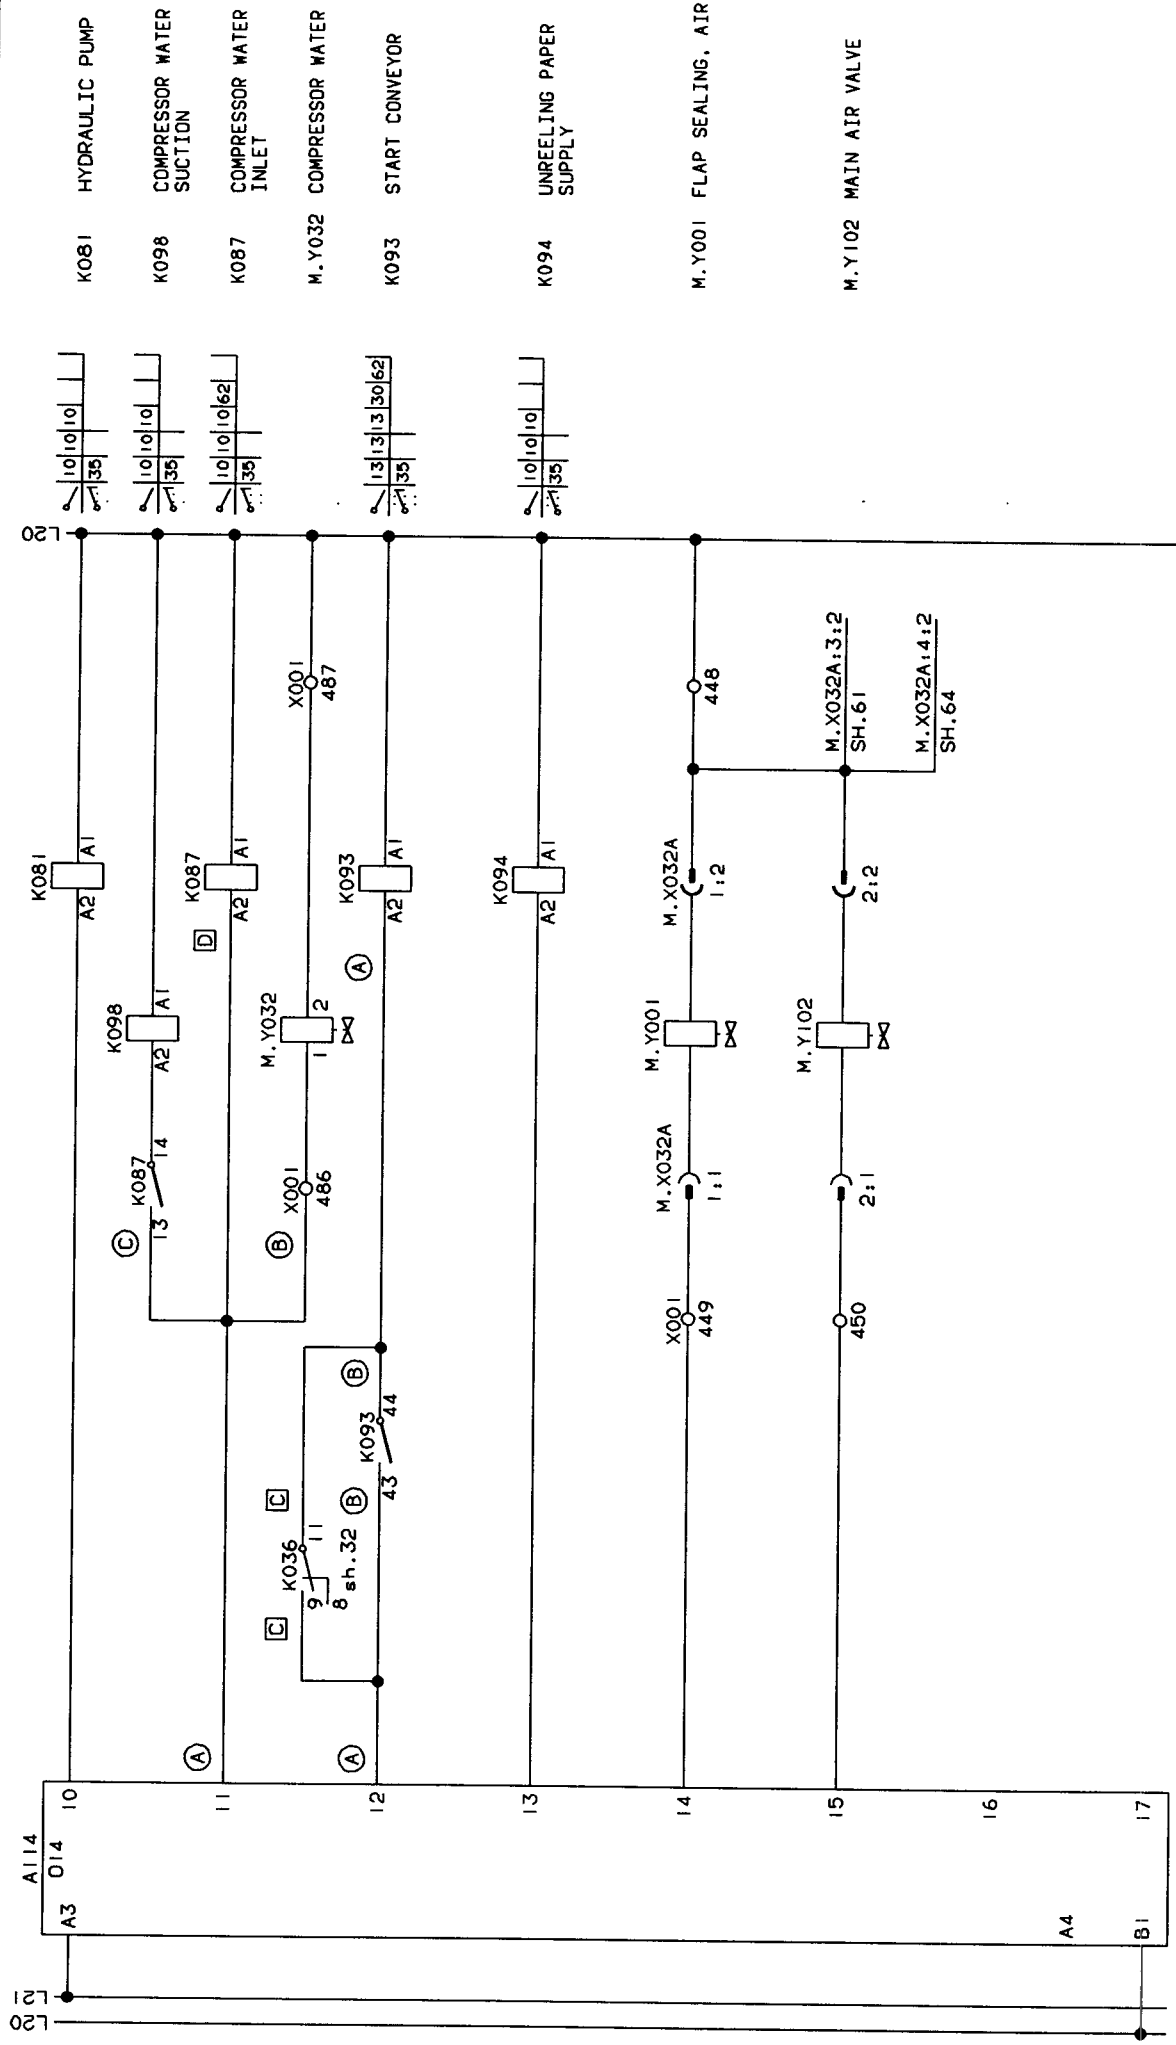 L20
L21
A3
A4
B1
A114
014
10
11
12
13
14
15
16
17
A
A
C
C
K036
9
8
11
sh.32
B
B
K093
43
44
X001
449
450
C
K087
13
14
B
X001
486
M.X032A
1:1
2:1
K098
A2
A1
M.Y032
1
2
M.Y001
M.Y102
D
A
K081
A2
A1
K087
A2
A1
K093
A2
A1
K094
A2
A1
M.X032A
1:2
2:2
X001
487
448
M.X032A:3:2
SH.61
M.X032A:4:2
SH.64
L20
10 10 10
35
10 10 10
35
10 10 10 62
35
13 13 13 30 62
35
10 10 10
35
K081 HYDRAULIC PUMP
K098 COMPRESSOR WATER
SUCTION
K087 COMPRESSOR WATER
INLET
M.Y032 COMPRESSOR WATER
K093 START CONVEYOR
K094 UNREELING PAPER
SUPPLY
M.Y001 FLAP SEALING, AIR
M.Y102 MAIN AIR VALVE